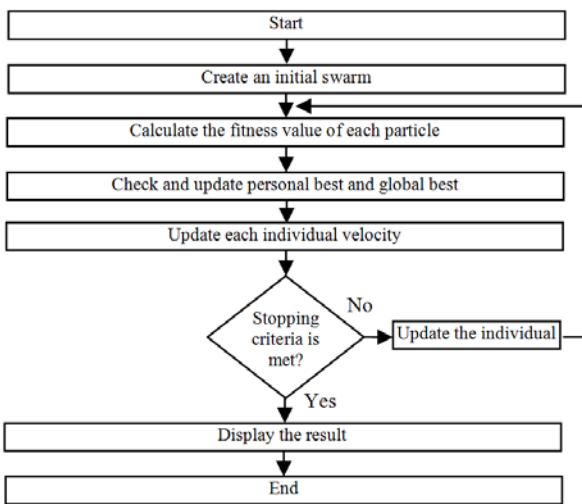 Start
Create an initial swarm
Calculate the fitness value of each particle
Check and update personal best and global best
Update each individual velocity
Stopping
criteria is
met?
No
Update the individual
Yes
Display the result
End